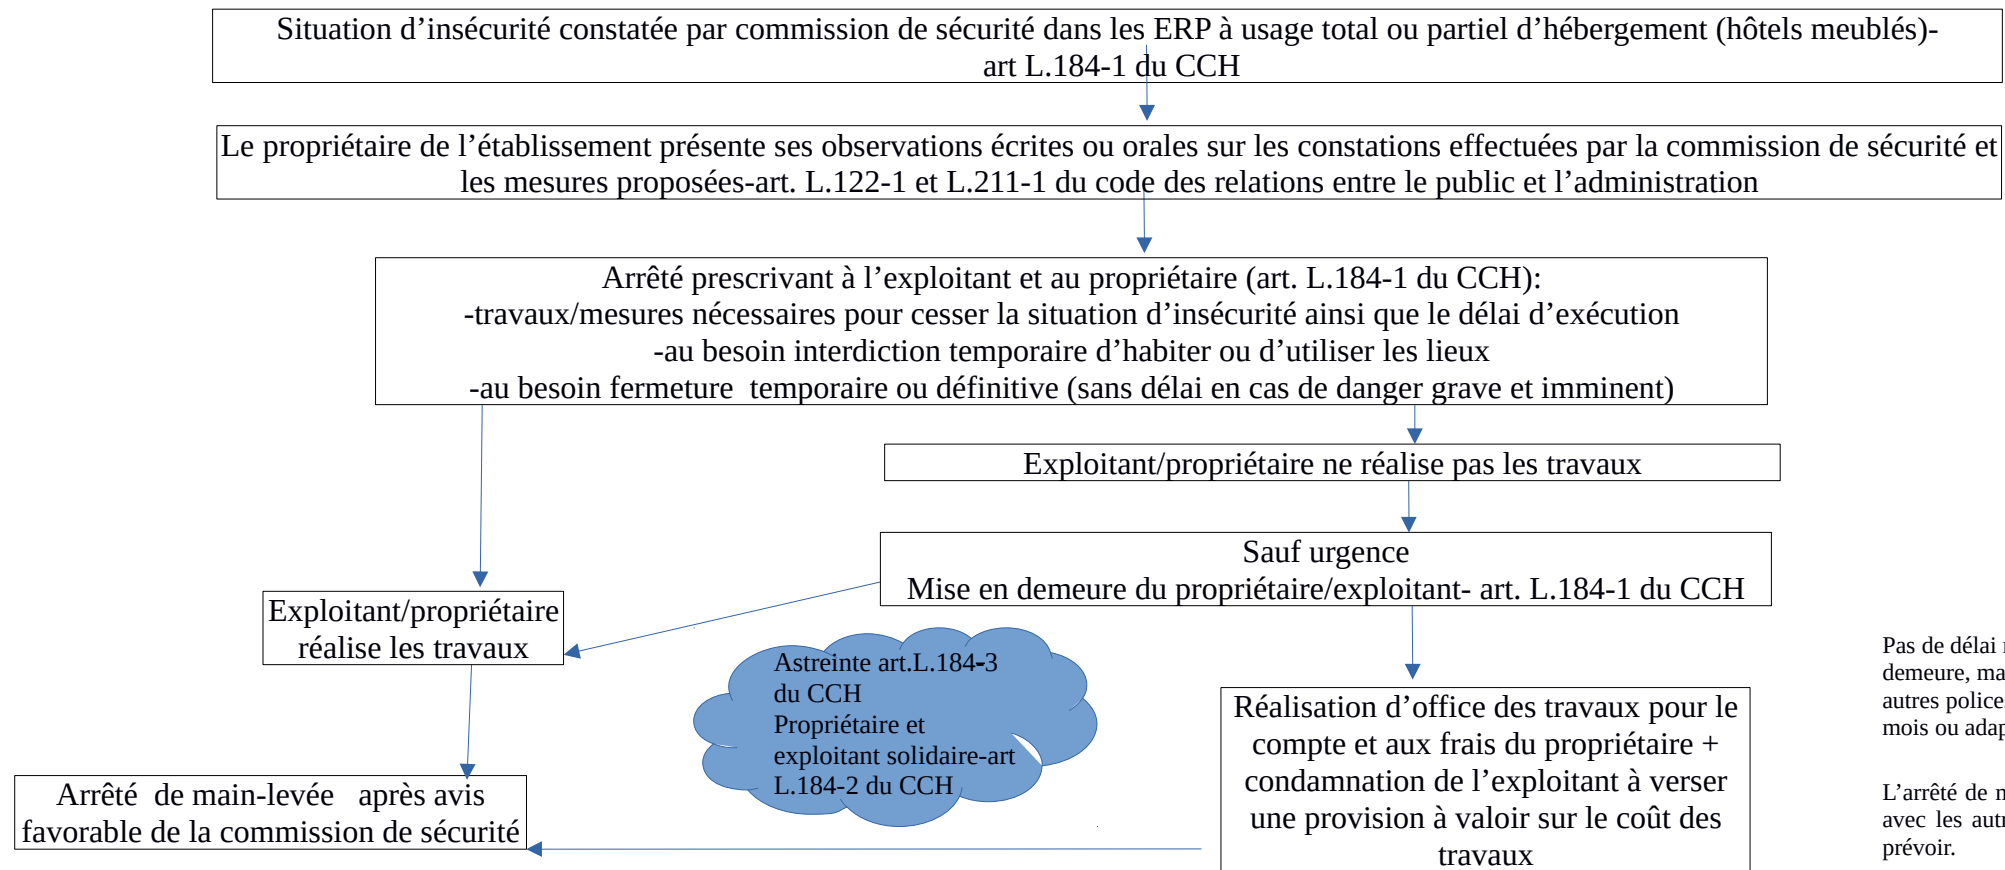 Situation d’insécurité constatée par commission de sécurité dans les ERP à usage total ou partiel d’hébergement (hôtels meublés)-
art L.184-1 du CCH
Le propriétaire de l’établissement présente ses observations écrites ou orales sur les constations effectuées par la commission de sécurité et
les mesures proposées-art. L.122-1 et L.211-1 du code des relations entre le public et l’administration
Arrêté prescrivant à l’exploitant et au propriétaire (art. L.184-1 du CCH):
-travaux/mesures nécessaires pour cesser la situation d’insécurité ainsi que le délai d’exécution
-au besoin interdiction temporaire d’habiter ou d’utiliser les lieux
-au besoin fermeture temporaire ou définitive (sans délai en cas de danger grave et imminent)
Exploitant/propriétaire ne réalise pas les travaux
Sauf urgence
Mise en demeure du propriétaire/exploitant- art. L.184-1 du CCH
Exploitant/propriétaire
réalise les travaux
Astreinte art.L.184-3
du CCH
Propriétaire et
exploitant solidaire-art
L.184-2 du CCH
Réalisation d’office des travaux pour le
compte et aux frais du propriétaire +
condamnation de l’exploitant à verser
une provision à valoir sur le coût des
travaux
Arrêté de main-levée après avis
favorable de la commission de sécurité
Pas de délai
demeure, ma
autres polices
mois ou adap
L’arrêté de
avec les autr
prévoir.